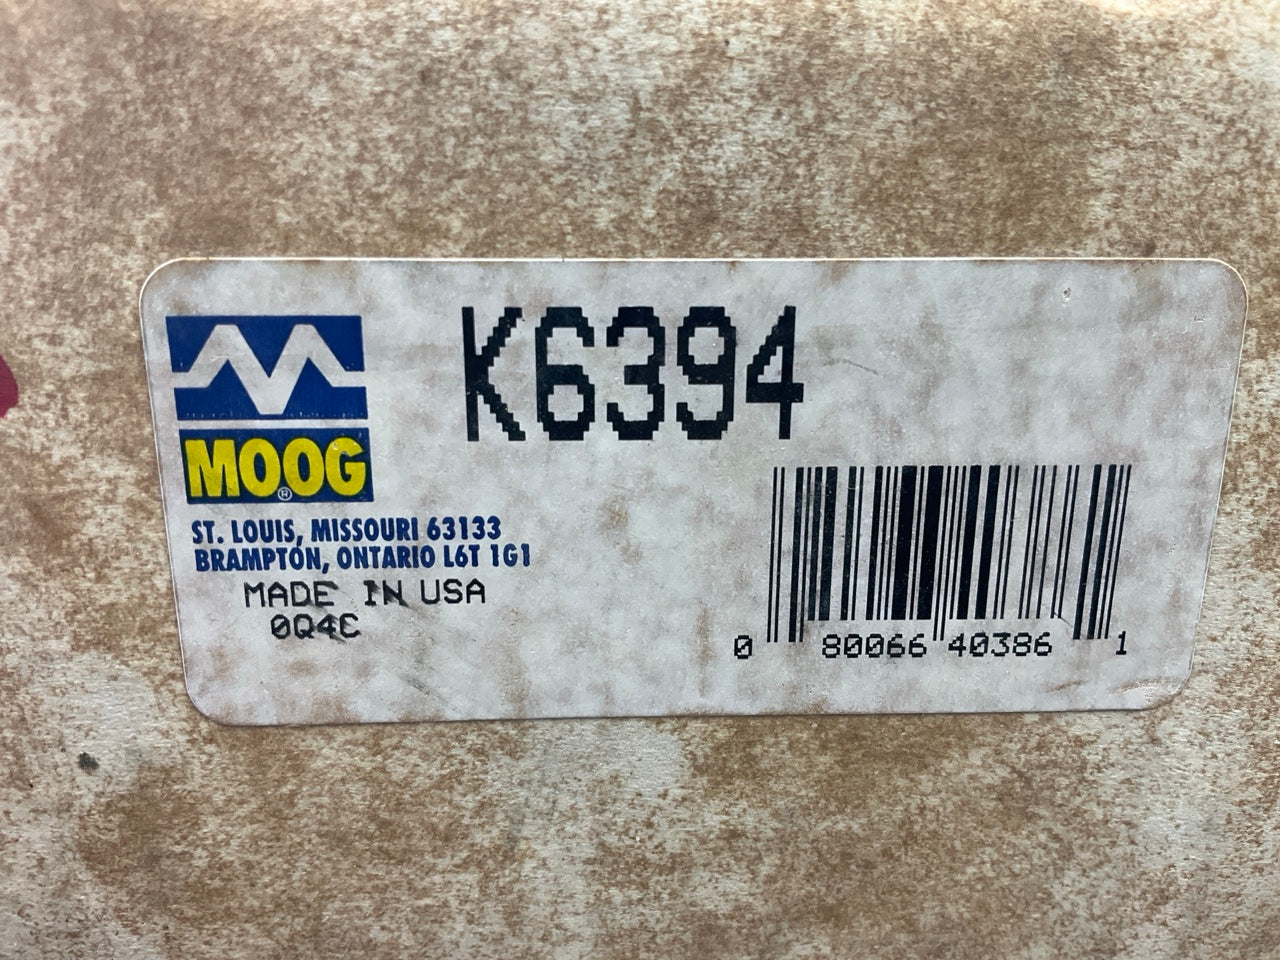 K6394
MOOG®
ST. LOUIS, MISSOURI 63133
BRAMPTON, ONTARIO L6T 1G1
MADE IN USA
0Q4C
0 80066 40386 1